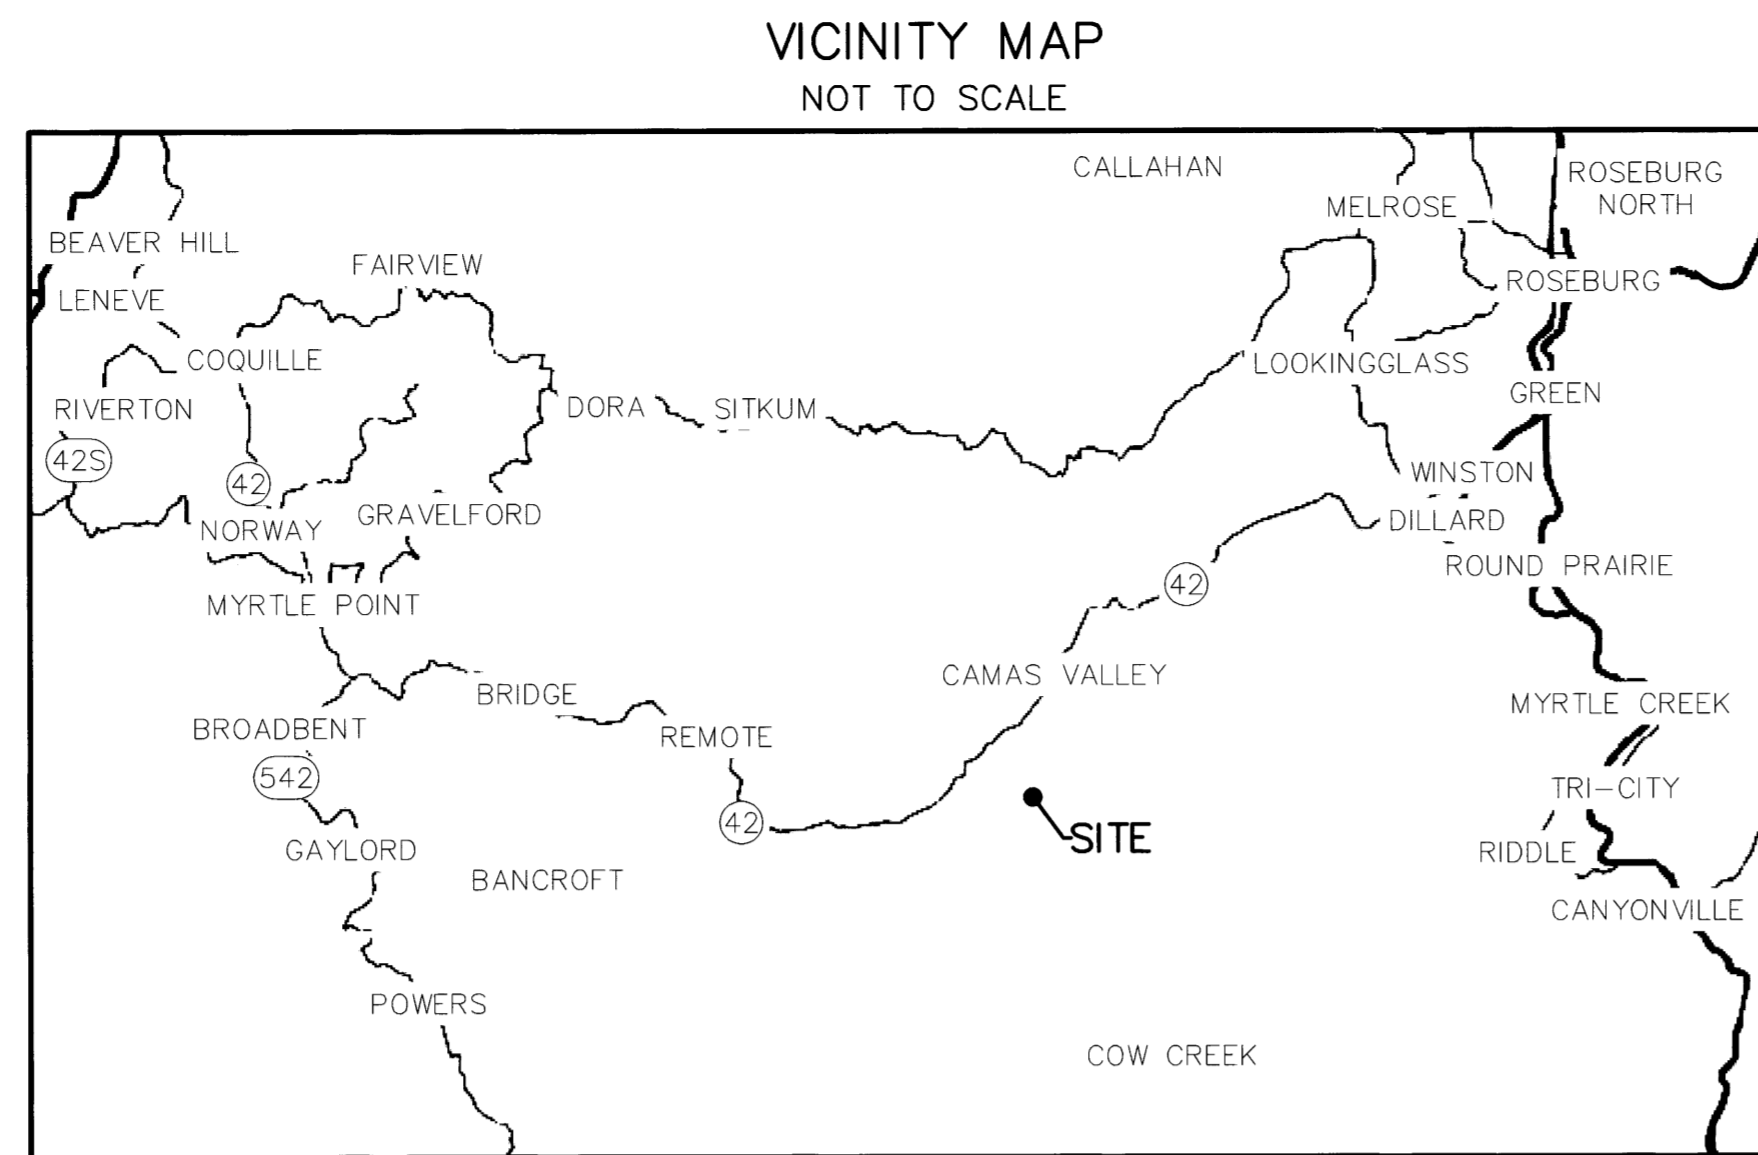 VICINITY MAP
NOT TO SCALE
CALLAHAN
ROSEBURG
NORTH
MELROSE
BEAVER HILL
FAIRVIEW
ROSEBURG
LENEVE
COQUILLE
LOOKINGGLASS
GREEN
RIVERTON
DORA
SITKUM
42S
WINSTON
42
GRAVELFORD
DILLARD
NORWAY
ROUND PRAIRIE
42
MYRTLE POINT
CAMAS VALLEY
BRIDGE
MYRTLE CREEK
BROADBENT
REMOTE
542
TRI-CITY
42
SITE
GAYLORD
RIDDLE
BANCROFT
CANYONVILLE
POWERS
COW CREEK